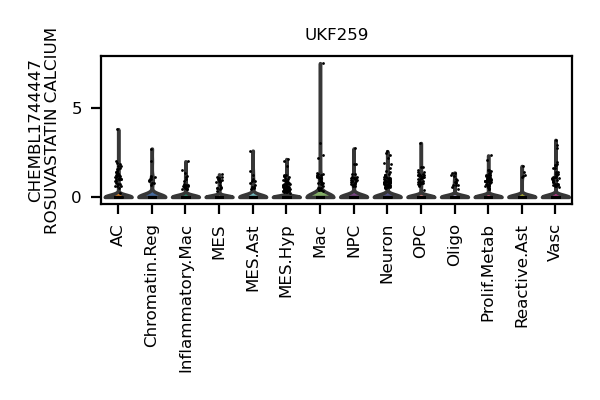 UKF259
CHEMBL1744447
ROSUVASTATIN CALCIUM
5
0
AC
Chromatin.Reg
Inflammatory.Mac
MES
MES.Ast
MES.Hyp
Mac
NPC
Neuron
OPC
Oligo
Prolif.Metab
Reactive.Ast
Vasc